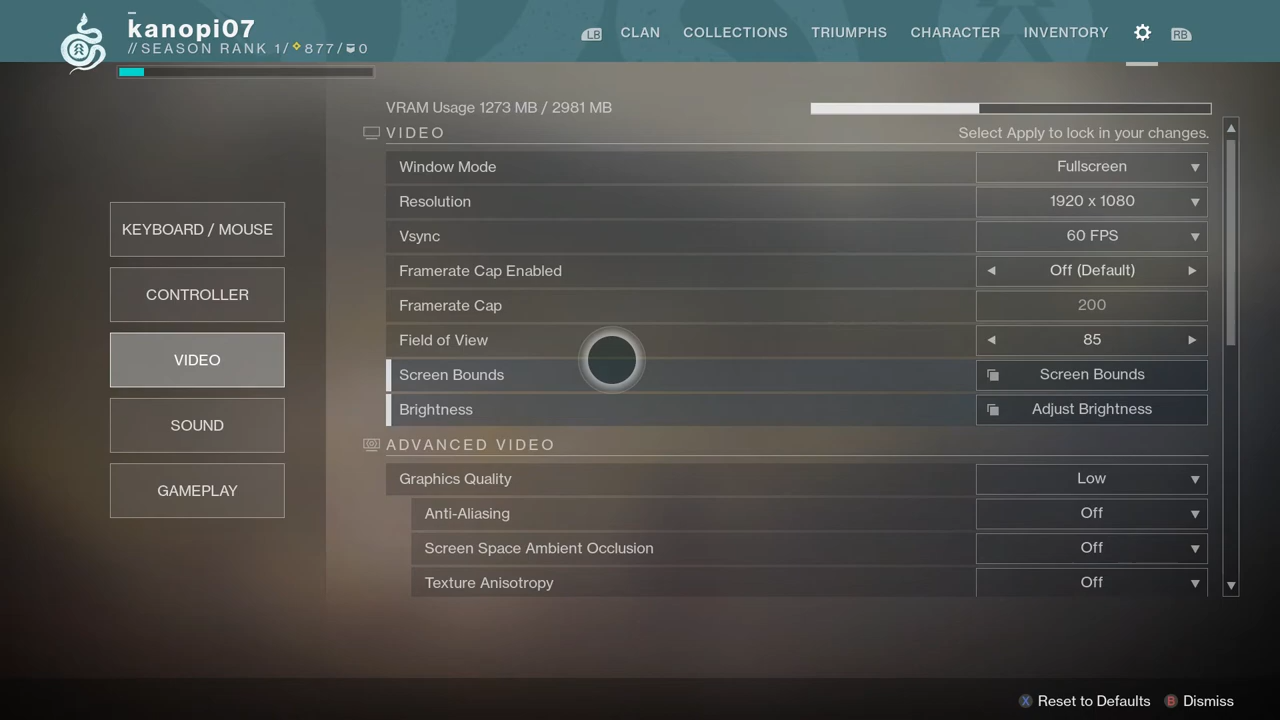 kanopi07
// SEASON RANK 1 / 877 / 0
LB CLAN COLLECTIONS TRIUMPHS CHARACTER INVENTORY RB
VRAM Usage 1273 MB / 2981 MB
VIDEO
Select Apply to lock in your changes.
Window Mode Fullscreen
Resolution 1920 x 1080
Vsync 60 FPS
Framerate Cap Enabled Off (Default)
Framerate Cap 200
Field of View 85
Screen Bounds Screen Bounds
Brightness Adjust Brightness
KEYBOARD / MOUSE
CONTROLLER
VIDEO
SOUND
GAMEPLAY
ADVANCED VIDEO
Graphics Quality Low
Anti-Aliasing Off
Screen Space Ambient Occlusion Off
Texture Anisotropy Off
X Reset to Defaults B Dismiss